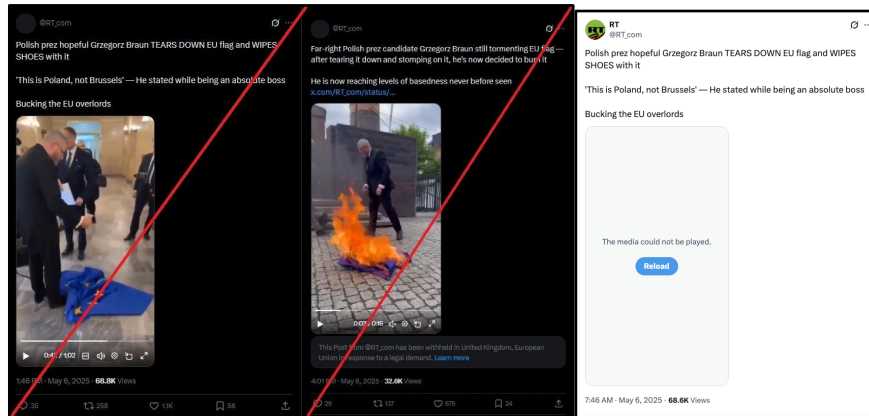 @RT_com
Polish prez hopeful Grzegorz Braun TEARS DOWN EU flag and WIPES
SHOES with it
'This is Poland, not Brussels' — He stated while being an absolute boss
Bucking the EU overlords
1:02
1:46 PM · May 6, 2025 · 68.8K Views
35
258
1.1K
56
@RT_com
Far-right Polish prez candidate Grzegorz Braun still tormenting EU flag —
after tearing it down and stomping on it, he's now decided to burn it
He is now reaching levels of basedness never before seen
x.com/RT_com/status/...
0:15
This Post from @RT_com has been withheld in United Kingdom, European
Union in response to a legal demand. Learn more
4:01 PM · May 6, 2025 · 32.6K Views
28
137
575
24
RT
@RT_com
Polish prez hopeful Grzegorz Braun TEARS DOWN EU flag and WIPES
SHOES with it
'This is Poland, not Brussels' — He stated while being an absolute boss
Bucking the EU overlords
The media could not be played.
Reload
7:46 AM · May 6, 2025 · 68.6K Views